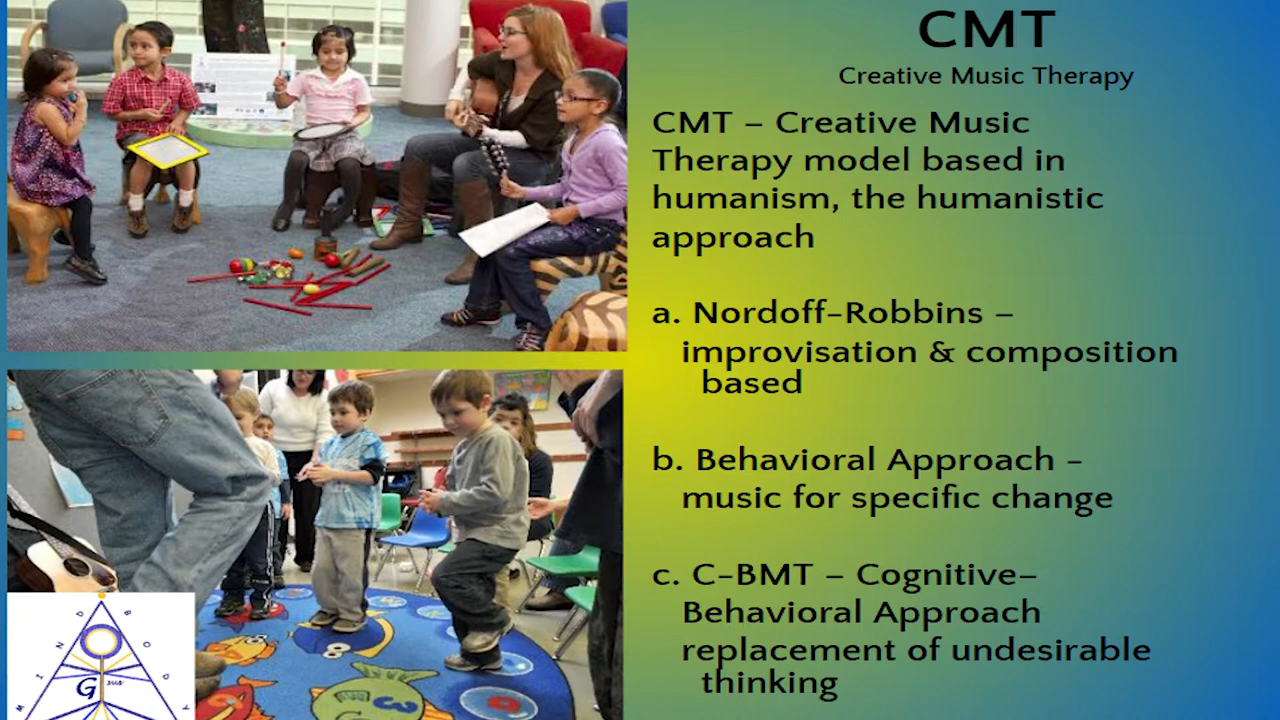 CMT
Creative Music Therapy
CMT – Creative Music
Therapy model based in
humanism, the humanistic
approach
a. Nordoff-Robbins –
improvisation & composition
based
b. Behavioral Approach -
music for specific change
c. C-BMT – Cognitive–
Behavioral Approach
replacement of undesirable
thinking
M I N D
B O D Y
G